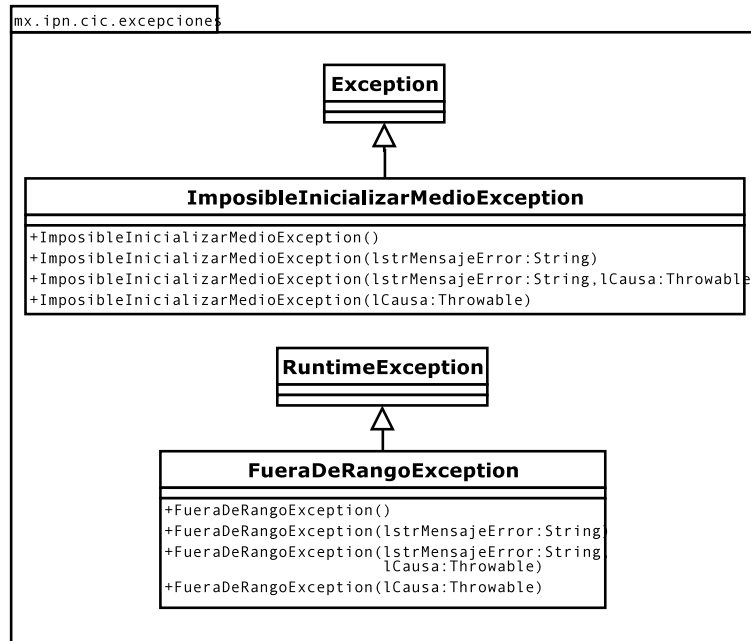 mx.ipn.cic.excepciones
Exception
ImposibleInicializarMedioException
+ImposibleInicializarMedioException()
+ImposibleInicializarMedioException(lstrMensajeError:String)
+ImposibleInicializarMedioException(lstrMensajeError:String,lCausa:Throwable
+ImposibleInicializarMedioException(lCausa:Throwable)
RuntimeException
FueraDeRangoException
+FueraDeRangoException()
+FueraDeRangoException(lstrMensajeError:String)
+FueraDeRangoException(lstrMensajeError:String,
lCausa:Throwable)
+FueraDeRangoException(lCausa:Throwable)